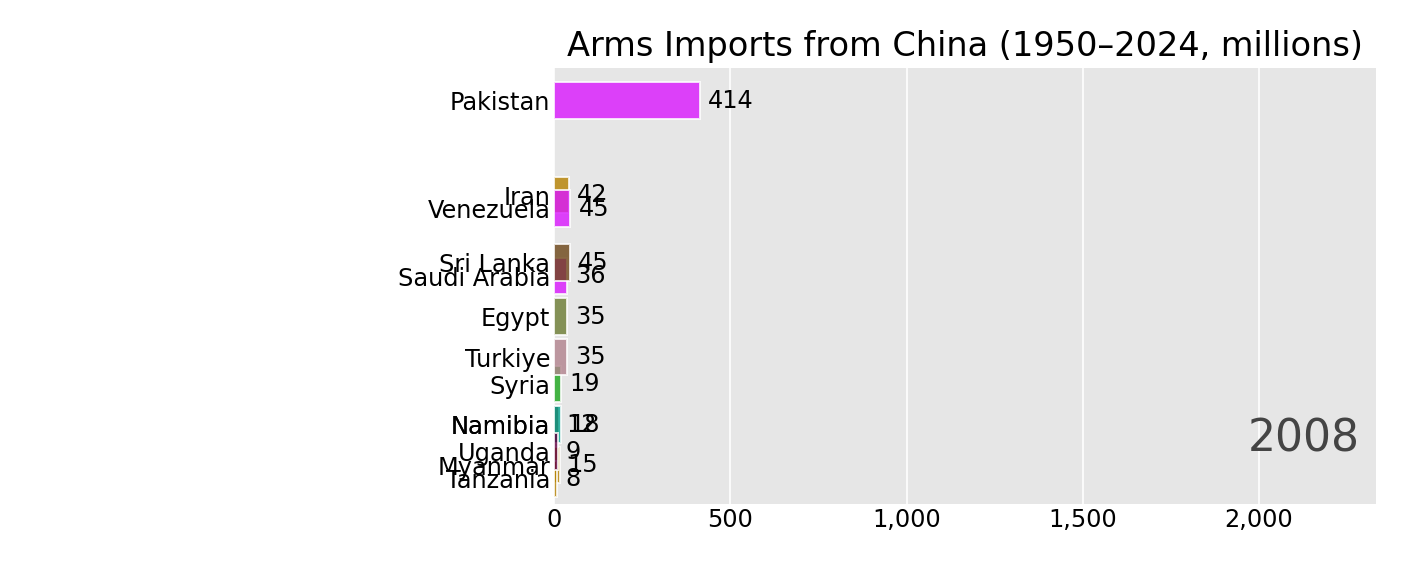 Arms Imports from China (1950–2024, millions)
Pakistan 414
Iran 42
Venezuela 45
Sri Lanka 45
Saudi Arabia 36
Egypt 35
Turkiye 35
Syria 19
Namibia 12 18
Uganda 9
Myanmar 15
Tanzania 8
2008
0 500 1,000 1,500 2,000